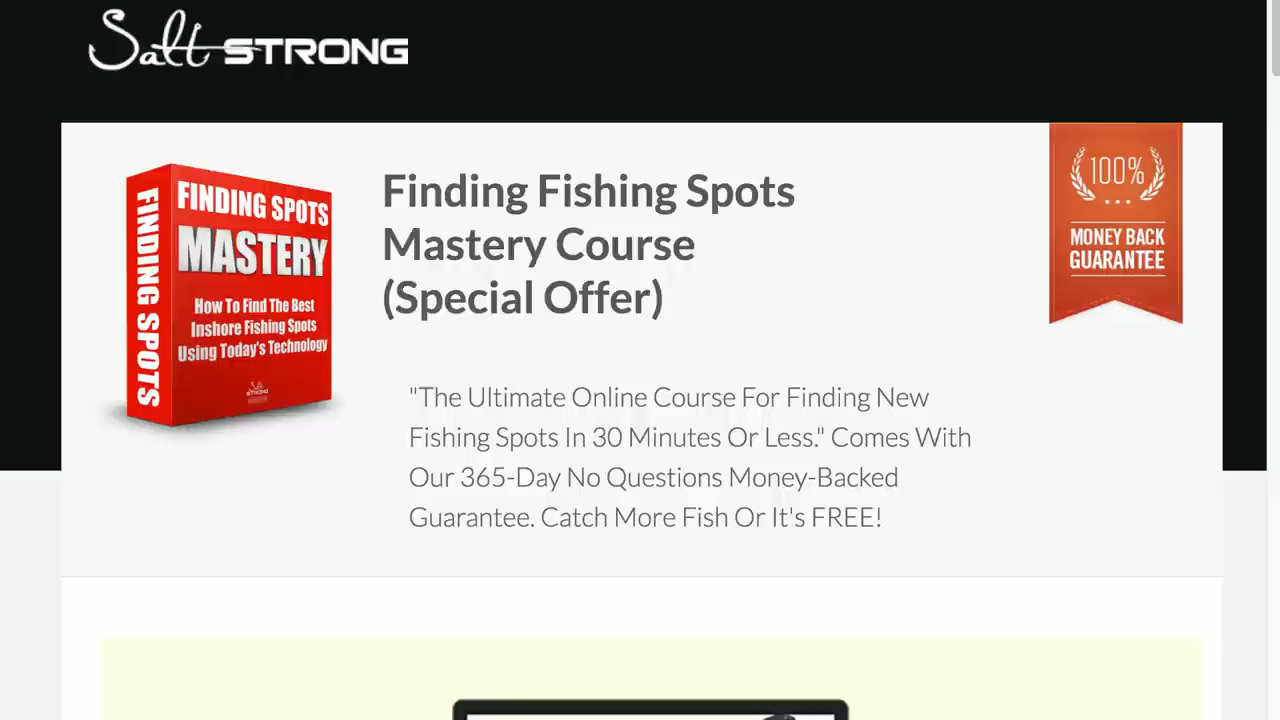 Salt STRONG
FINDING SPOTS
FINDING SPOTS
MASTERY
How To Find The Best
Inshore Fishing Spots
Using Today's Technology
Salt
STRONG
Finding Fishing Spots
Mastery Course
(Special Offer)
100%
MONEY BACK
GUARANTEE
"The Ultimate Online Course For Finding New
Fishing Spots In 30 Minutes Or Less." Comes With
Our 365-Day No Questions Money-Backed
Guarantee. Catch More Fish Or It's FREE!